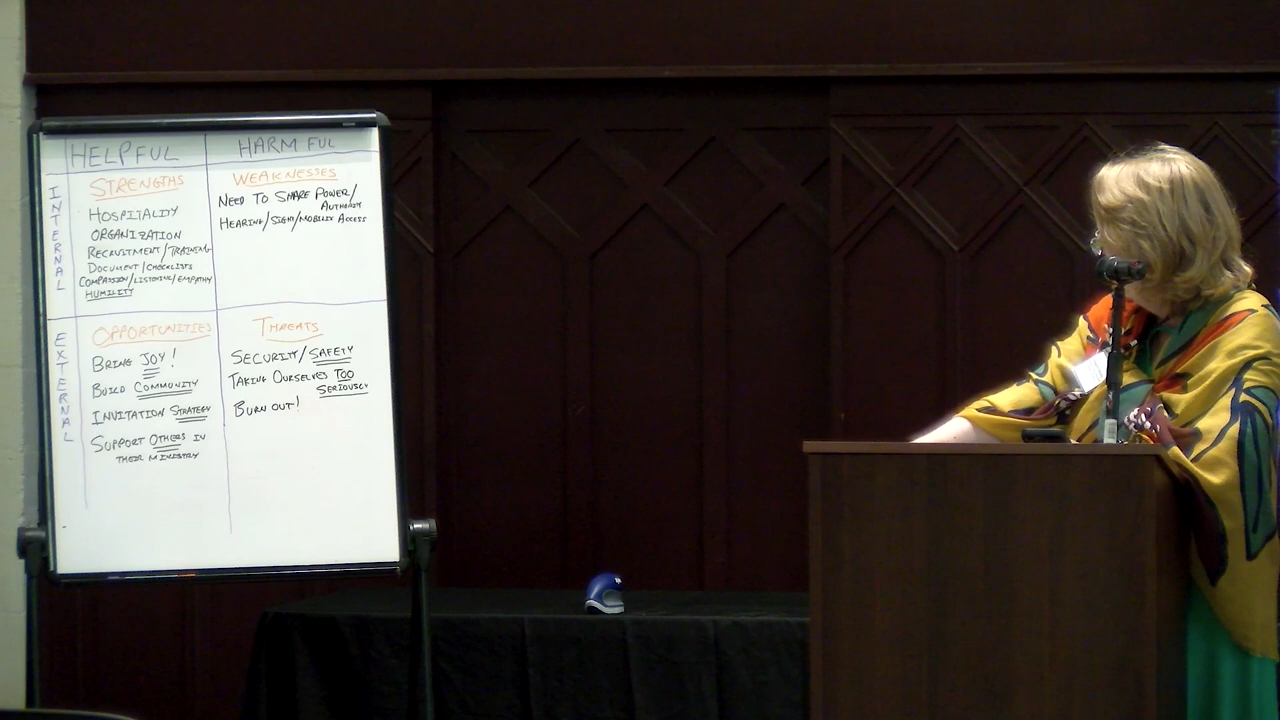 HELPFUL
HARMFUL
INTERNAL
STRENGTHS
HOSPITALITY
ORGANIZATION
RECRUITMENT/TRAINING
DOCUMENT/CHECKLISTS
COMPASSION/LISTENING/EMPATHY
HUMILITY
WEAKNESSES
NEED TO SHARE POWER/
AUTHORITY
HEARING/SIGHT/MOBILITY ACCESS
EXTERNAL
OPPORTUNITIES
BRING JOY!
BUILD COMMUNITY
INVITATION STRATEGY
SUPPORT OTHERS IN
THEIR MINISTRY
THREATS
SECURITY/SAFETY
TAKING OURSELVES TOO
SERIOUSLY
BURN OUT!